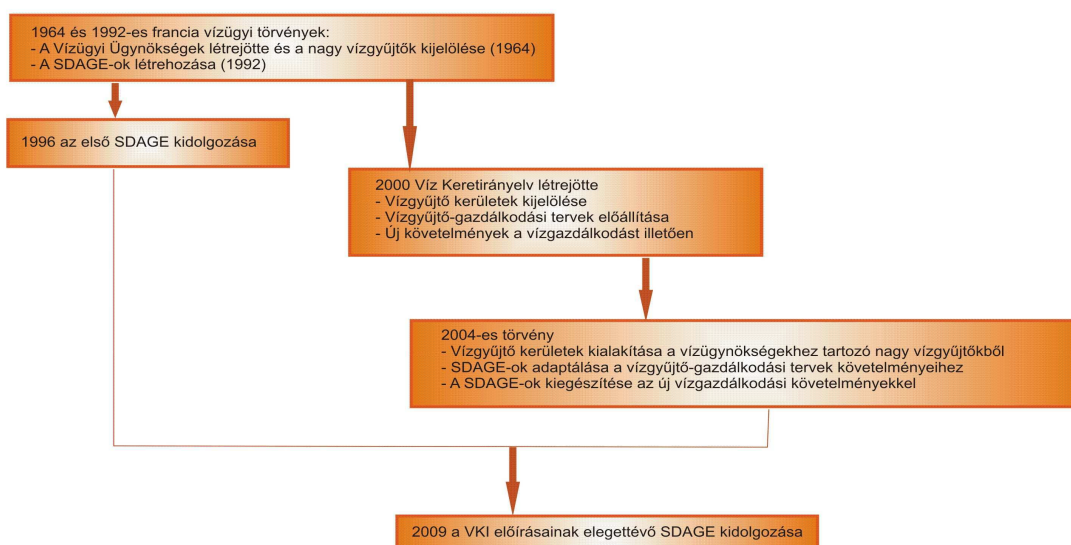 1964 és 1992-es francia vízügyi törvények:
- A Vízügyi Ügynökségek létrejötte és a nagy vízgyűjtők kijelölése (1964)
- A SDAGE-ok létrehozása (1992)
1996 az első SDAGE kidolgozása
2000 Víz Keretirányelv létrejötte
- Vízgyűjtő kerületek kijelölése
- Vízgyűjtő-gazdálkodási tervek előállítása
- Új követelmények a vízgazdálkodást illetően
2004-es törvény
- Vízgyűjtő kerületek kialakítása a vízügynökségekhez tartozó nagy vízgyűjtőkből
- SDAGE-ok adaptálása a vízgyűjtő-gazdálkodási tervek követelményeihez
- A SDAGE-ok kiegészítése az új vízgazdálkodási követelményekkel
2009 a VKI előírásainak elegettévő SDAGE kidolgozása